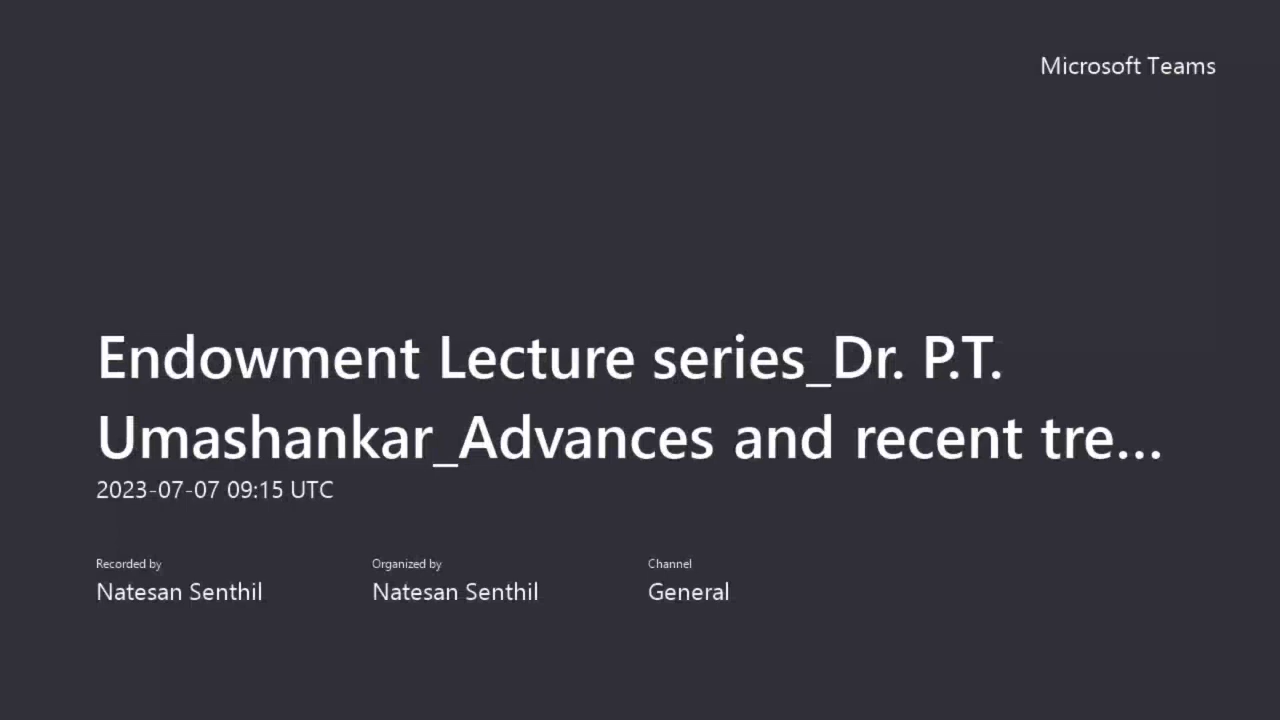 Microsoft Teams
Endowment Lecture series_Dr. P.T.
Umashankar_Advances and recent tre...
2023-07-07 09:15 UTC
Recorded by
Natesan Senthil
Organized by
Natesan Senthil
Channel
General